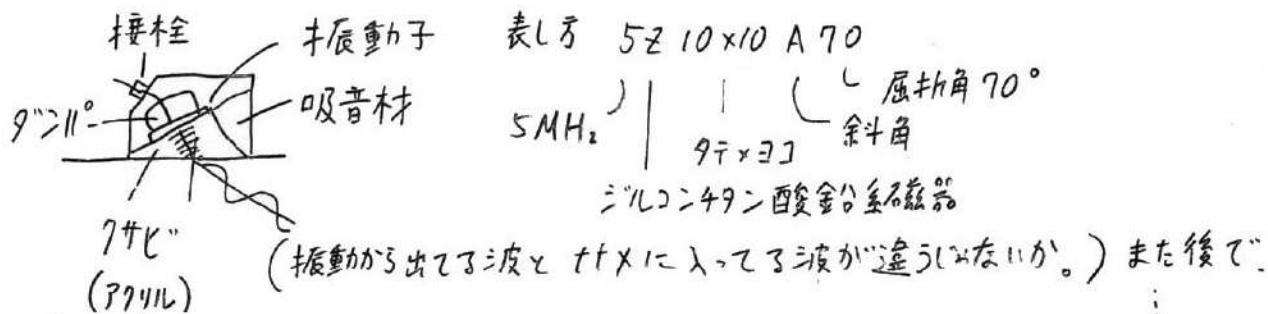 接栓
振動子
吸音材
ダンパー
クサビ
(アクリル)
表し方 5Z 10×10 A 70
屈折角 70°
斜角
5MHz
タテ×ヨコ
ジルコンチタン酸鉛系磁器
(振動から出てる波とナナメに入ってる波が違うじゃないか。)また後で